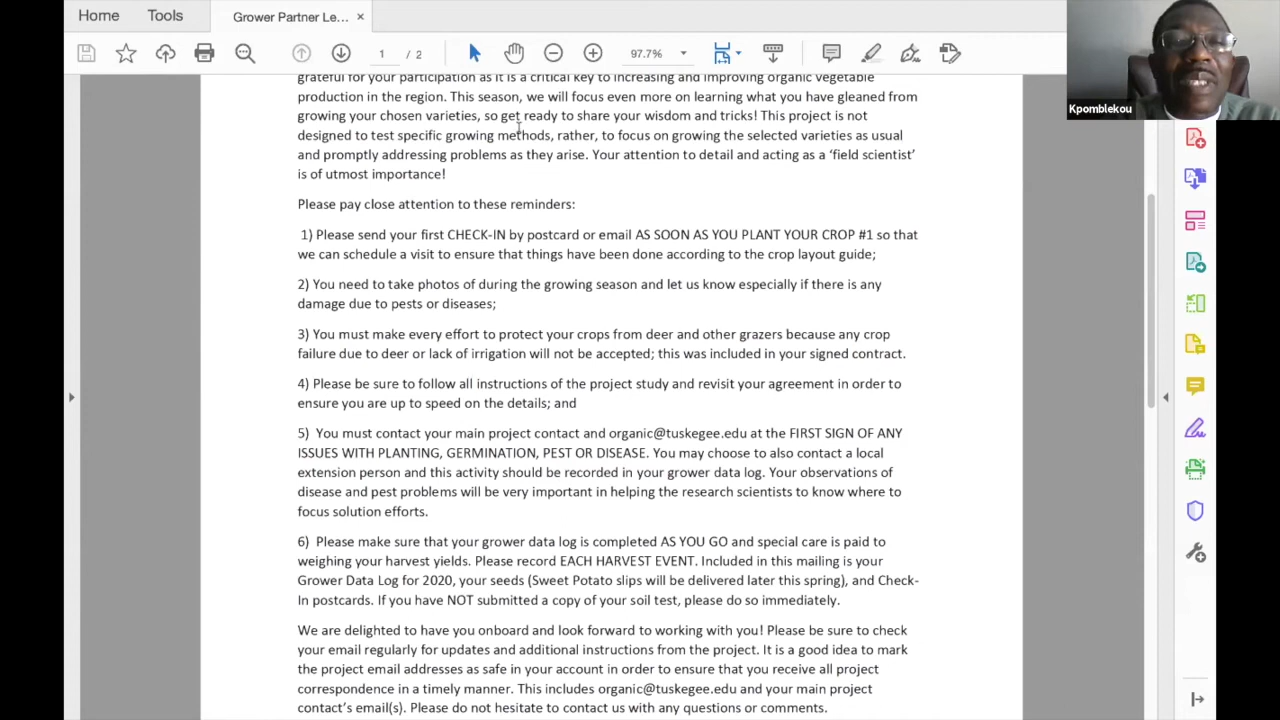 Home
Tools
Grower Partner Le...
1 / 2
97.7%
Kpomblekou
grateful for your participation as it is a critical key to increasing and improving organic vegetable
production in the region. This season, we will focus even more on learning what you have gleaned from
growing your chosen varieties, so get ready to share your wisdom and tricks! This project is not
designed to test specific growing methods, rather, to focus on growing the selected varieties as usual
and promptly addressing problems as they arise. Your attention to detail and acting as a ‘field scientist’
is of utmost importance!
Please pay close attention to these reminders:
1) Please send your first CHECK-IN by postcard or email AS SOON AS YOU PLANT YOUR CROP #1 so that
we can schedule a visit to ensure that things have been done according to the crop layout guide;
2) You need to take photos of during the growing season and let us know especially if there is any
damage due to pests or diseases;
3) You must make every effort to protect your crops from deer and other grazers because any crop
failure due to deer or lack of irrigation will not be accepted; this was included in your signed contract.
4) Please be sure to follow all instructions of the project study and revisit your agreement in order to
ensure you are up to speed on the details; and
5) You must contact your main project contact and organic@tuskegee.edu at the FIRST SIGN OF ANY
ISSUES WITH PLANTING, GERMINATION, PEST OR DISEASE. You may choose to also contact a local
extension person and this activity should be recorded in your grower data log. Your observations of
disease and pest problems will be very important in helping the research scientists to know where to
focus solution efforts.
6) Please make sure that your grower data log is completed AS YOU GO and special care is paid to
weighing your harvest yields. Please record EACH HARVEST EVENT. Included in this mailing is your
Grower Data Log for 2020, your seeds (Sweet Potato slips will be delivered later this spring), and Check-
In postcards. If you have NOT submitted a copy of your soil test, please do so immediately.
We are delighted to have you onboard and look forward to working with you! Please be sure to check
your email regularly for updates and additional instructions from the project. It is a good idea to mark
the project email addresses as safe in your account in order to ensure that you receive all project
correspondence in a timely manner. This includes organic@tuskegee.edu and your main project
contact’s email(s). Please do not hesitate to contact us with any questions or comments.